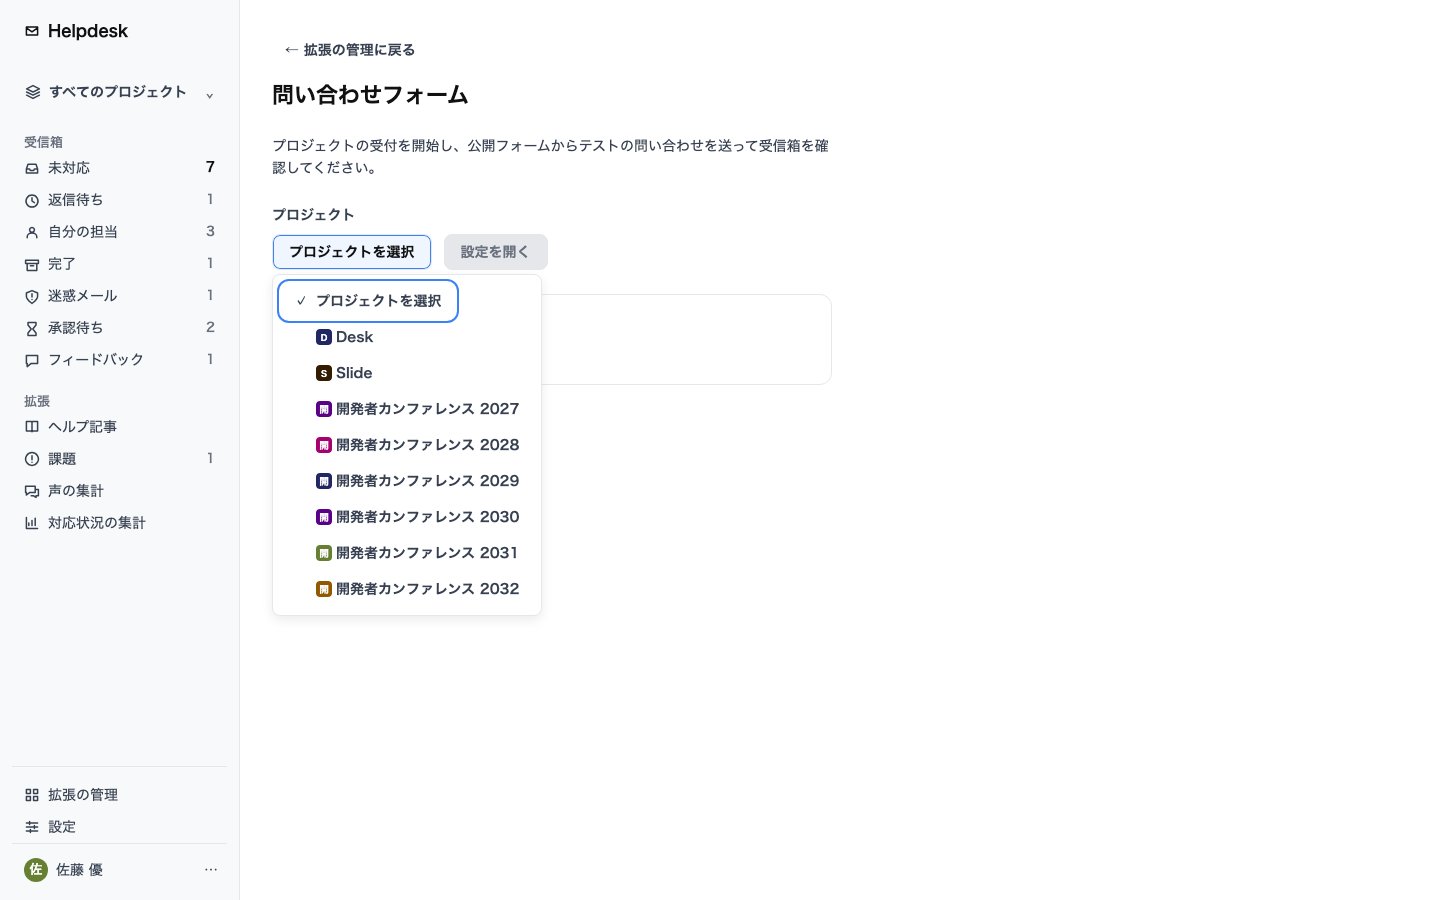 Helpdesk
すべてのプロジェクト
受信箱
未対応 7
返信待ち 1
自分の担当 3
完了 1
迷惑メール 1
承認待ち 2
フィードバック 1
拡張
ヘルプ記事
課題 1
声の集計
対応状況の集計
拡張の管理
設定
佐 佐藤 優 …
← 拡張の管理に戻る
問い合わせフォーム
プロジェクトの受付を開始し、公開フォームからテストの問い合わせを送って受信箱を確
認してください。
プロジェクト
プロジェクトを選択 設定を開く
✓ プロジェクトを選択
D Desk
S Slide
開 開発者カンファレンス 2027
開 開発者カンファレンス 2028
開 開発者カンファレンス 2029
開 開発者カンファレンス 2030
開 開発者カンファレンス 2031
開 開発者カンファレンス 2032